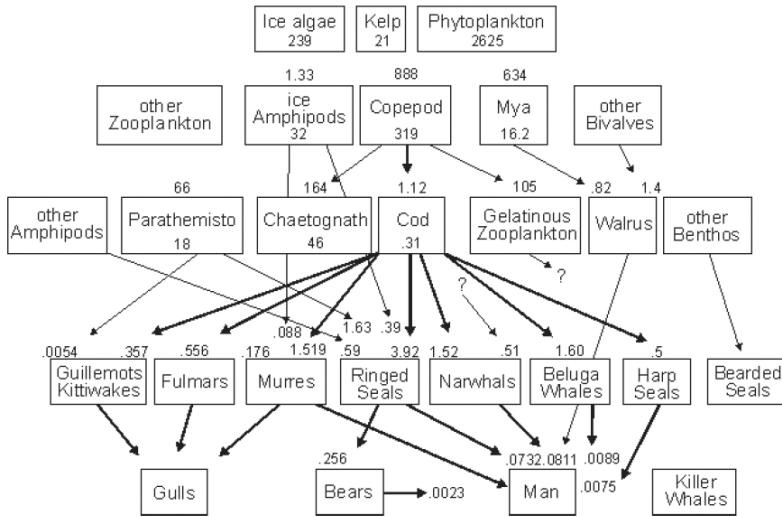 Ice algae
239
Kelp
21
Phytoplankton
2625
1.33
888
634
other
Zooplankton
ice
Amphipods
32
Copepod
319
Mya
16.2
other
Bivalves
66
164
1.12
105
.82
1.4
other
Amphipods
Parathemisto
18
Chaetognath
46
Cod
.31
Gelatinous
Zooplankton
Walrus
other
Benthos
?
?
.088
1.63
.39
.0054
.357
.556
.176
1.519
.59
3.92
1.52
.51
1.60
.5
Guillemots
Kittiwakes
Fulmars
Murres
Ringed
Seals
Narwhals
Beluga
Whales
Harp
Seals
Bearded
Seals
.256
.0732
.0811
.0089
Gulls
Bears
.0023
Man
.0075
Killer
Whales